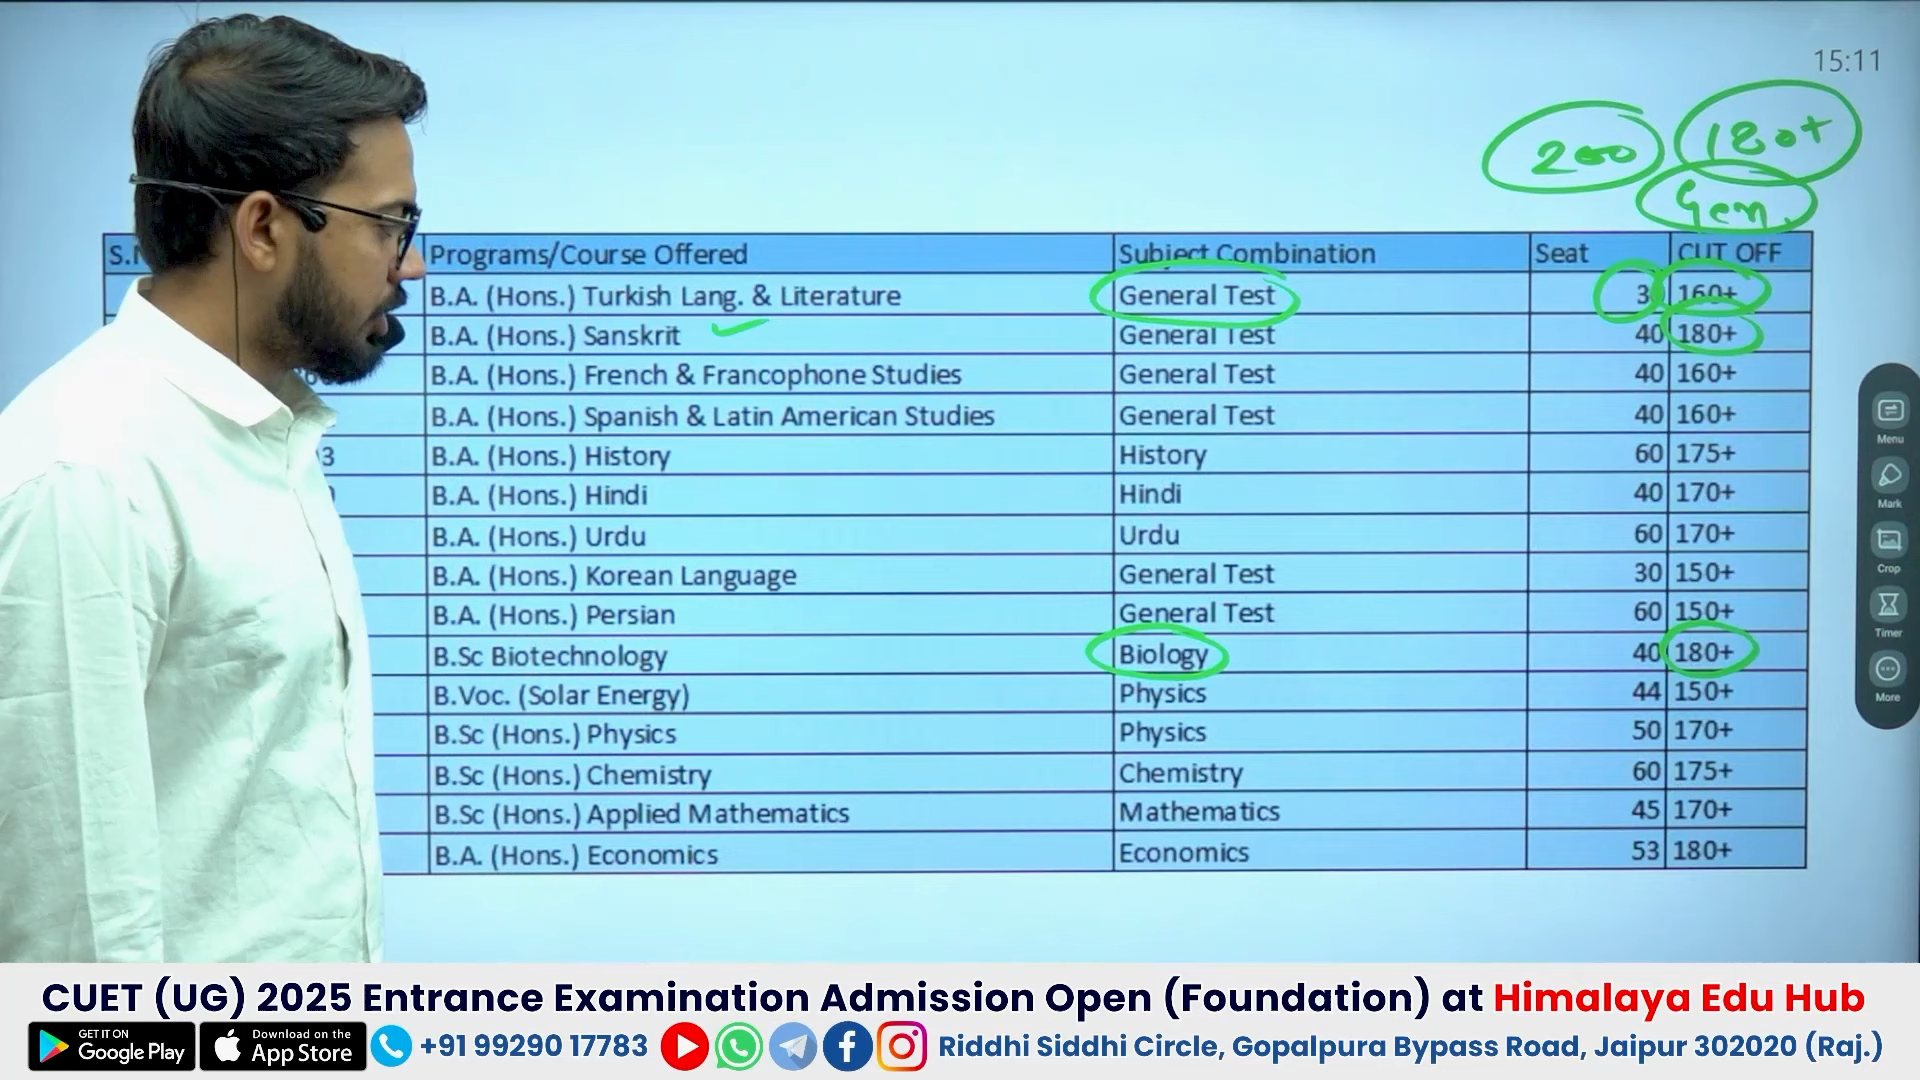 15:11
200 180+
Gen.
Programs/Course Offered Subject Combination Seat CUT OFF
B.A. (Hons.) Turkish Lang. & Literature General Test 160+
B.A. (Hons.) Sanskrit General Test 40 180+
B.A. (Hons.) French & Francophone Studies General Test 40 160+
B.A. (Hons.) Spanish & Latin American Studies General Test 40 160+
B.A. (Hons.) History History 60 175+
B.A. (Hons.) Hindi Hindi 40 170+
B.A. (Hons.) Urdu Urdu 60 170+
B.A. (Hons.) Korean Language General Test 30 150+
B.A. (Hons.) Persian General Test 60 150+
B.Sc Biotechnology Biology 40 180+
B.Voc. (Solar Energy) Physics 44 150+
B.Sc (Hons.) Physics Physics 50 170+
B.Sc (Hons.) Chemistry Chemistry 60 175+
B.Sc (Hons.) Applied Mathematics Mathematics 45 170+
B.A. (Hons.) Economics Economics 53 180+
Menu
Mark
Crop
Timer
More
CUET (UG) 2025 Entrance Examination Admission Open (Foundation) at Himalaya Edu Hub
GET IT ON Google Play Download on the App Store +91 99290 17783 Riddhi Siddhi Circle, Gopalpura Bypass Road, Jaipur 302020 (Raj.)